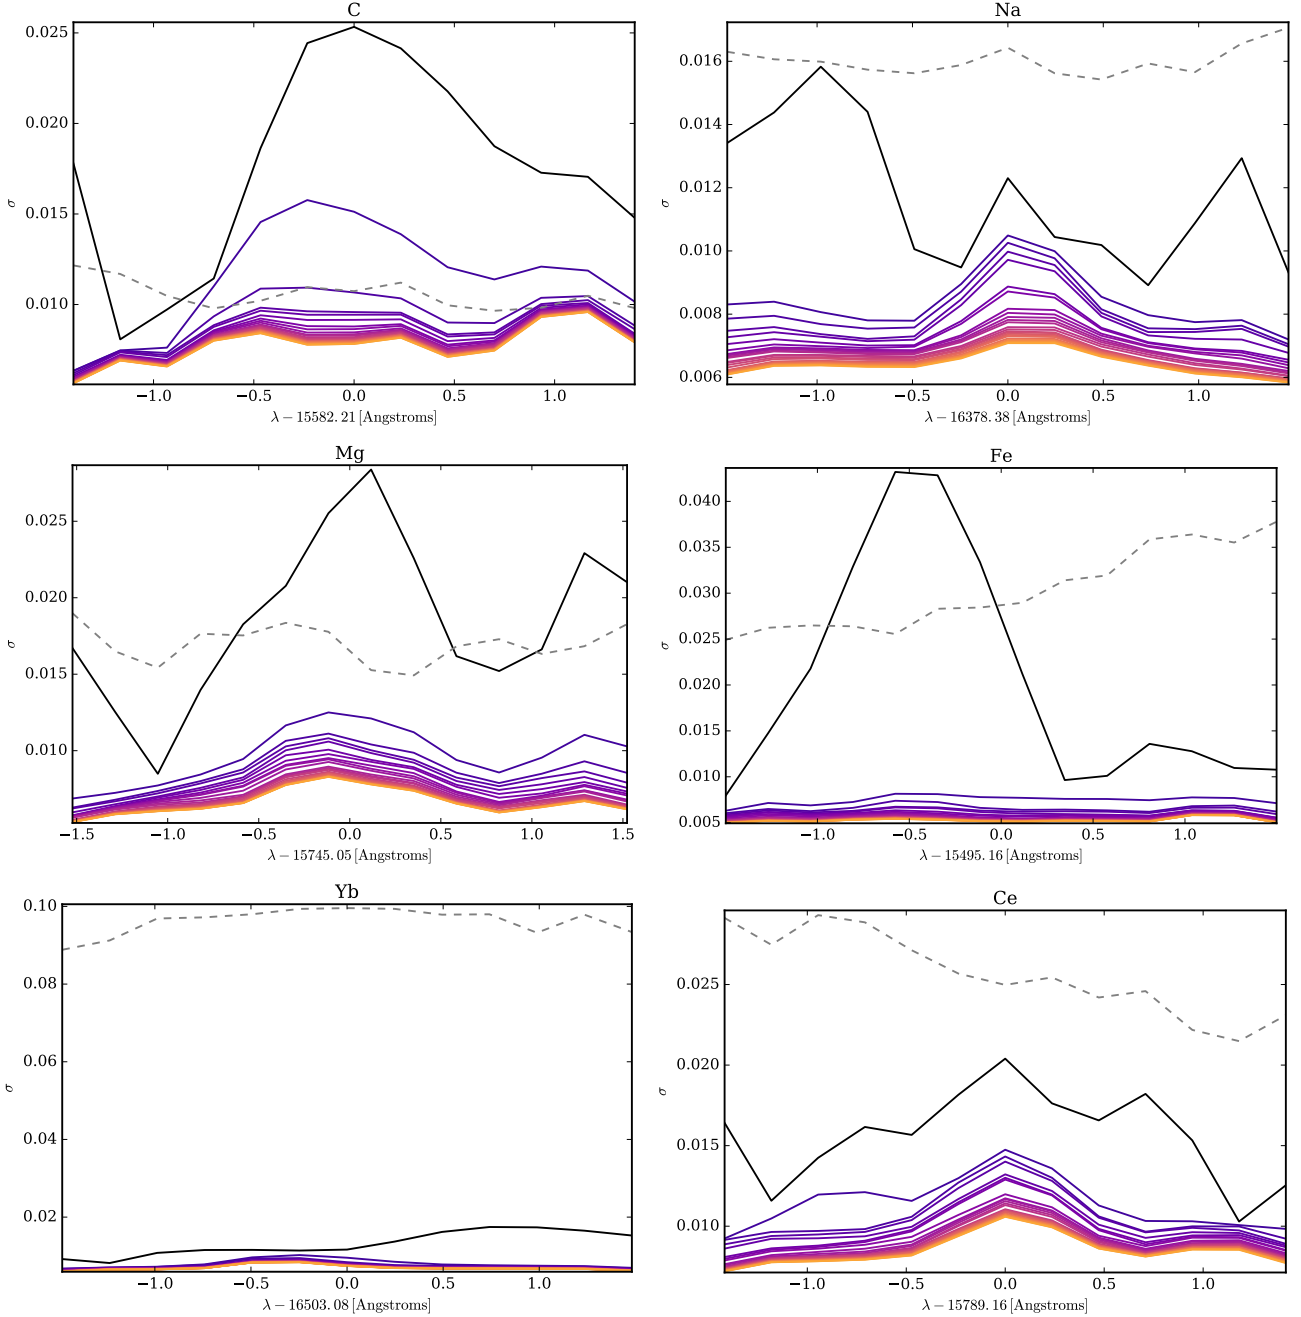 C
0.025
0.020
0.015
0.010
σ
−1.0 −0.5 0.0 0.5 1.0
λ − 15582.21 [Angstroms]
Na
0.016
0.014
0.012
0.010
0.008
0.006
σ
−1.0 −0.5 0.0 0.5 1.0
λ − 16378.38 [Angstroms]
Mg
0.025
0.020
0.015
0.010
σ
−1.5 −1.0 −0.5 0.0 0.5 1.0 1.5
λ − 15745.05 [Angstroms]
Fe
0.040
0.035
0.030
0.025
0.020
0.015
0.010
0.005
σ
−1.0 −0.5 0.0 0.5 1.0
λ − 15495.16 [Angstroms]
Yb
0.10
0.08
0.06
0.04
0.02
σ
−1.0 −0.5 0.0 0.5 1.0
λ − 16503.08 [Angstroms]
Ce
0.025
0.020
0.015
0.010
σ
−1.0 −0.5 0.0 0.5 1.0
λ − 15789.16 [Angstroms]